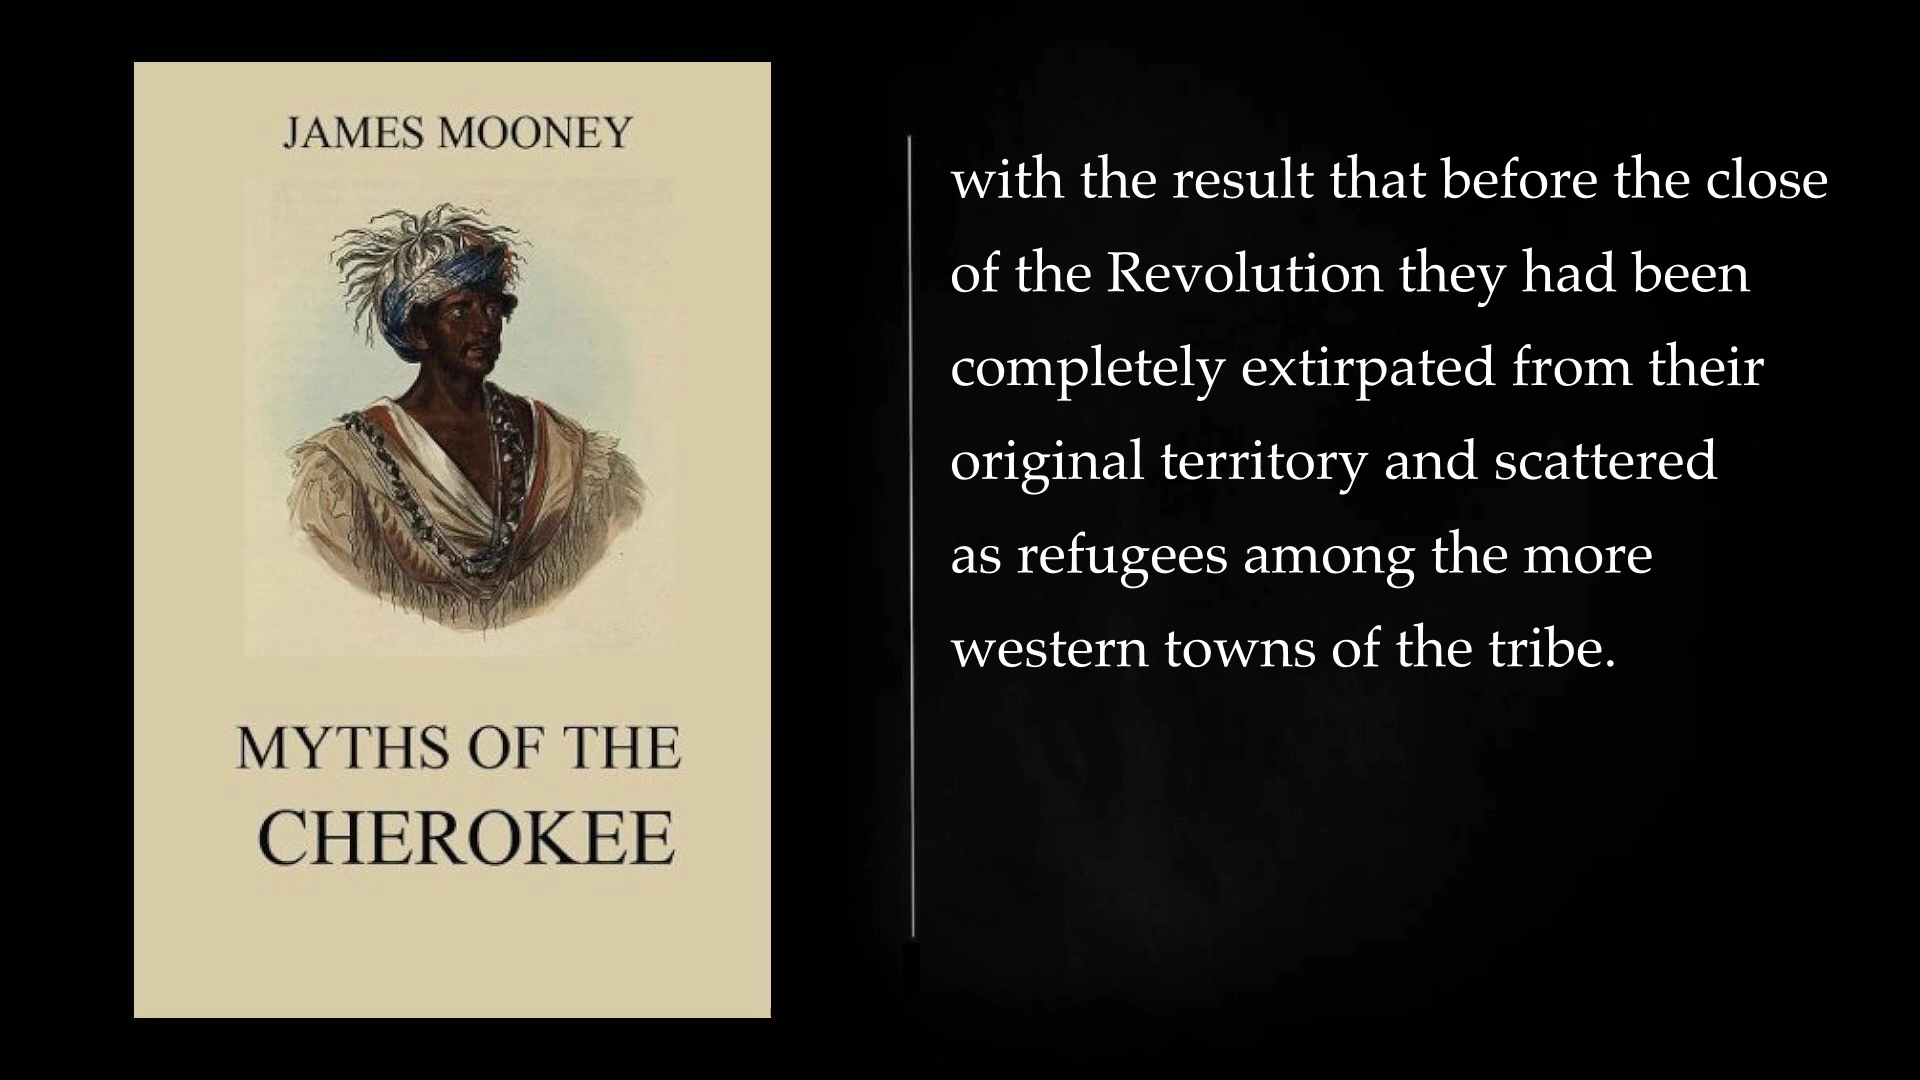 JAMES MOONEY
MYTHS OF THE
CHEROKEE
with the result that before the close
of the Revolution they had been
completely extirpated from their
original territory and scattered
as refugees among the more
western towns of the tribe.